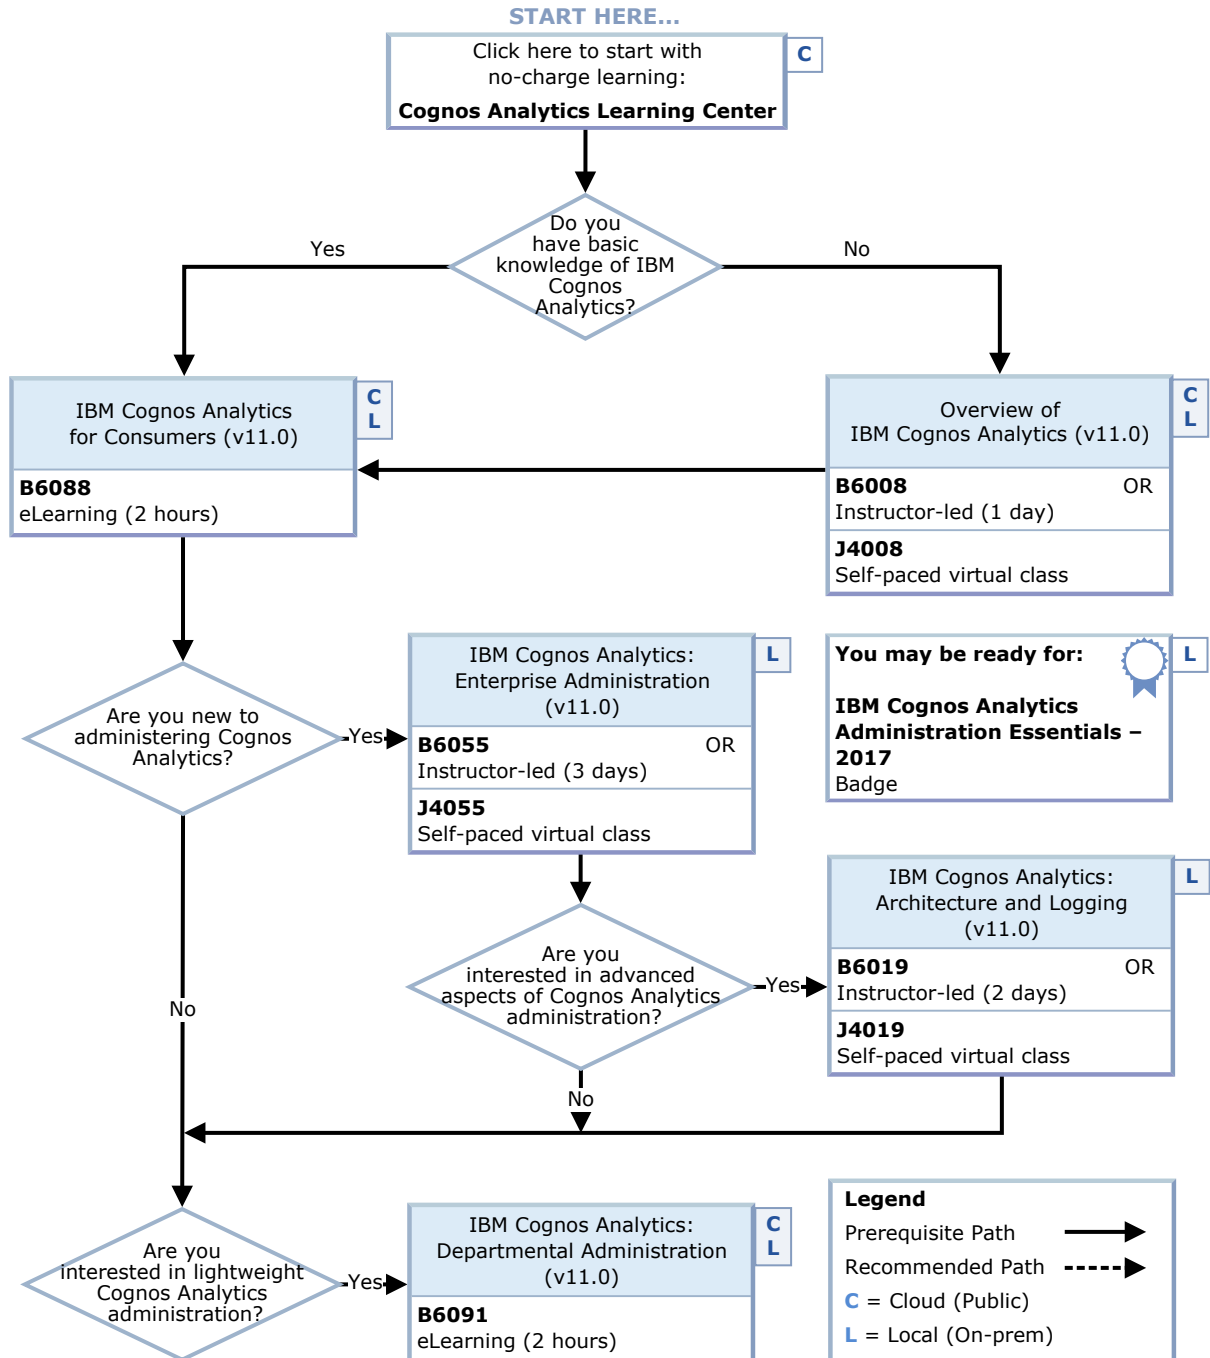 START HERE...
Click here to start with
no-charge learning:
Cognos Analytics Learning Center
C
Do you
have basic
knowledge of IBM
Cognos
Analytics?
Yes
No
IBM Cognos Analytics
for Consumers (v11.0)
C
L
B6088
eLearning (2 hours)
Overview of
IBM Cognos Analytics (v11.0)
C
L
B6008 OR
Instructor-led (1 day)
J4008
Self-paced virtual class
Are you new to
administering Cognos
Analytics?
Yes
No
IBM Cognos Analytics:
Enterprise Administration
(v11.0)
L
B6055 OR
Instructor-led (3 days)
J4055
Self-paced virtual class
You may be ready for:
L
IBM Cognos Analytics
Administration Essentials –
2017
Badge
Are you
interested in advanced
aspects of Cognos Analytics
administration?
Yes
No
IBM Cognos Analytics:
Architecture and Logging
(v11.0)
L
B6019 OR
Instructor-led (2 days)
J4019
Self-paced virtual class
Are you
interested in lightweight
Cognos Analytics
administration?
Yes
IBM Cognos Analytics:
Departmental Administration
(v11.0)
C
L
B6091
eLearning (2 hours)
Legend
Prerequisite Path
Recommended Path
C = Cloud (Public)
L = Local (On-prem)